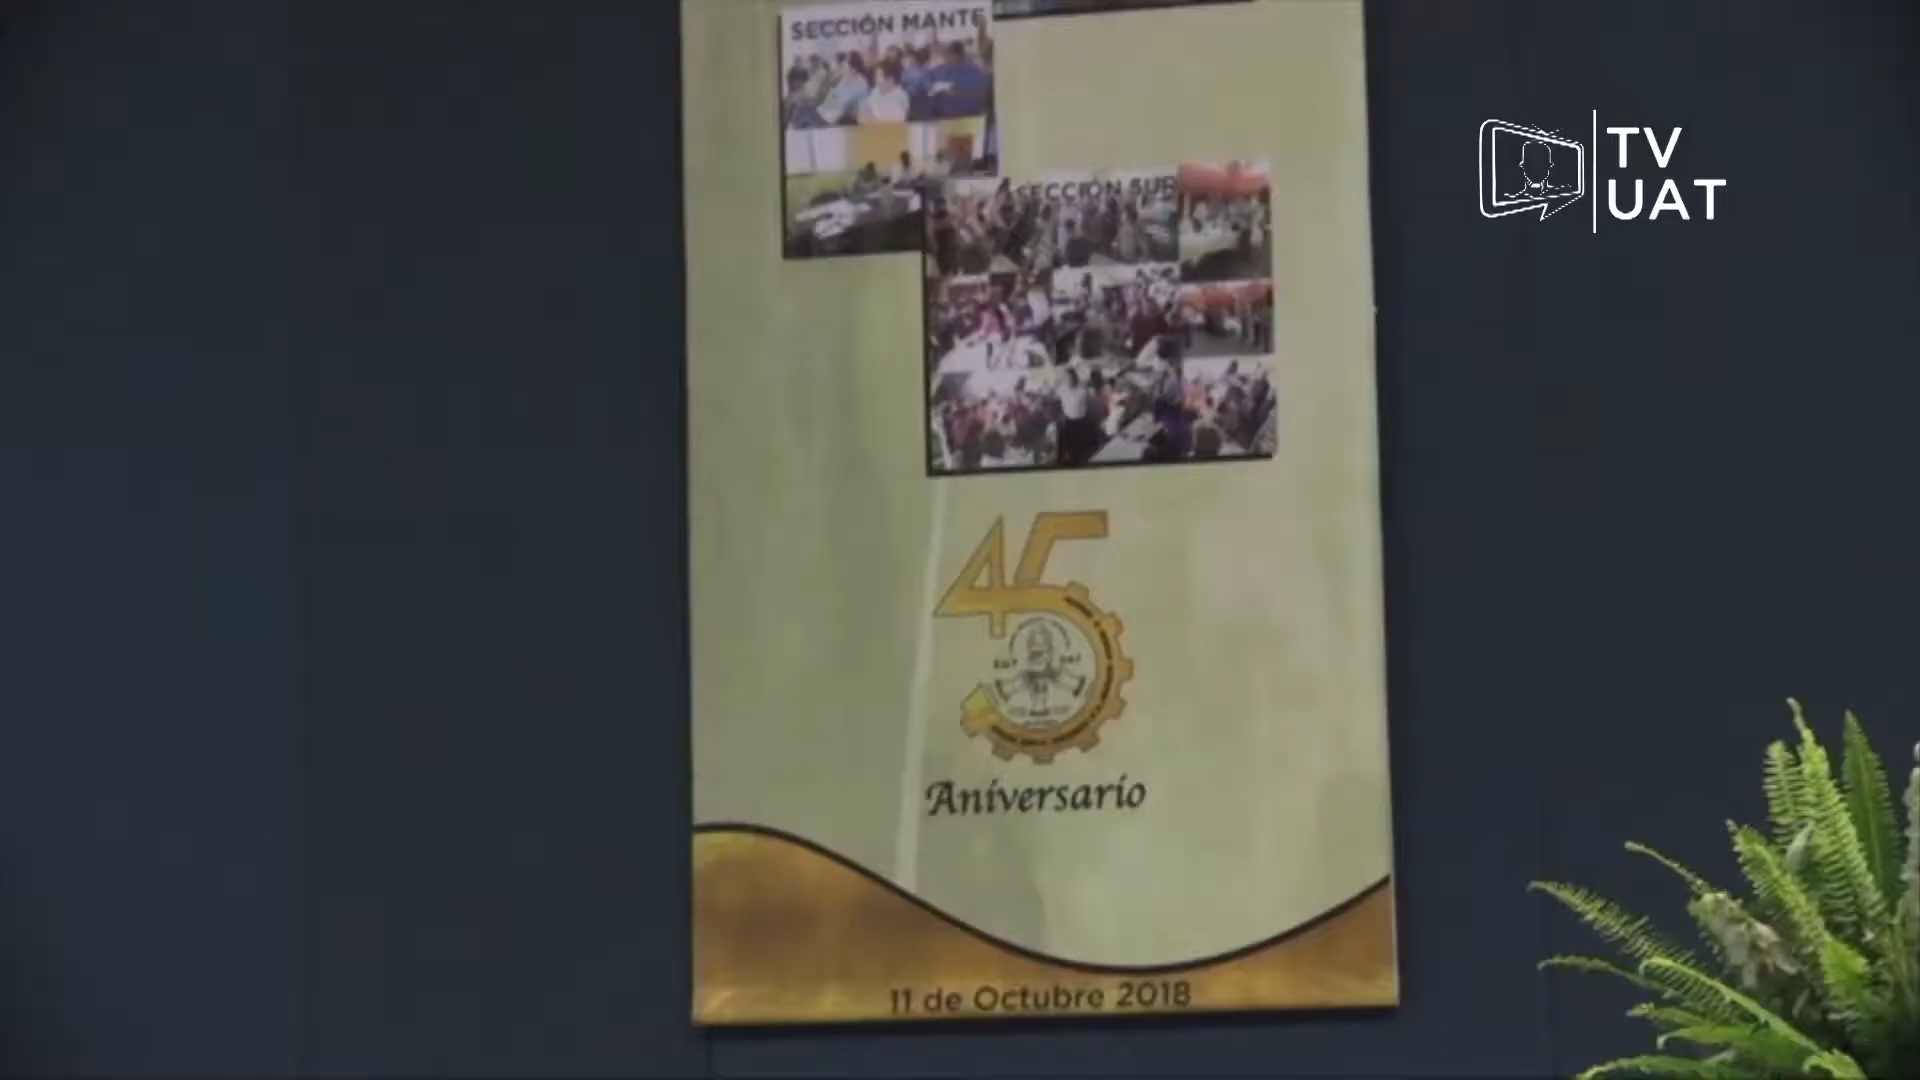 SECCIÓN MANTE
SECCIÓN SUR
TV
UAT
45
Aniversario
11 de Octubre 2018